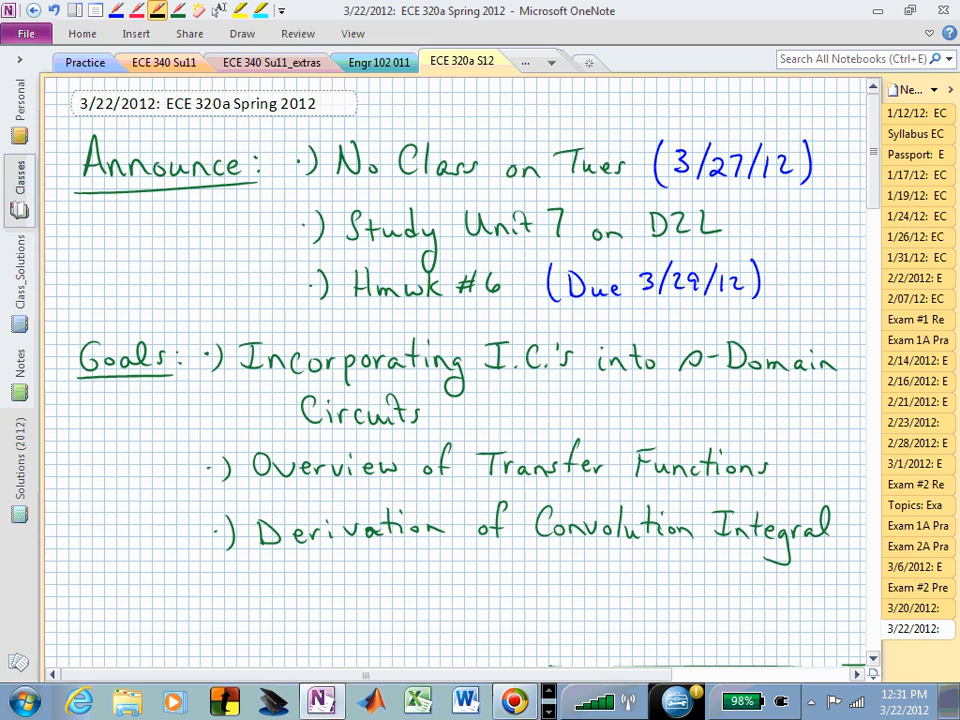 3/22/2012: ECE 320a Spring 2012 - Microsoft OneNote
File Home Insert Share Draw Review View
Practice ECE 340 Su11 ECE 340 Su11_extras Engr 102 011 ECE 320a S12 ... Search All Notebooks (Ctrl+E)
3/22/2012: ECE 320a Spring 2012
Announce: ·) No Class on Tues (3/27/12)
·) Study Unit 7 on D2L
·) Hmwk #6 (Due 3/29/12)
Goals: ·) Incorporating I.C.'s into s-Domain
Circuits
·) Overview of Transfer Functions
·) Derivation of Convolution Integral
Personal
Classes
Class_Solutions
Notes
Solutions (2012)
Ne...
1/12/12: EC
Syllabus EC
Passport: E
1/17/12: EC
1/19/12: EC
1/24/12: EC
1/26/12: EC
1/31/12: EC
2/2/2012: E
2/07/12: EC
Exam #1 Re
Exam 1A Pra
2/14/2012: E
2/16/2012: E
2/21/2012: E
2/23/2012:
2/28/2012: E
3/1/2012: E
Exam #2 Re
Topics: Exa
Exam 1A Pra
Exam 2A Pra
3/6/2012: E
Exam #2 Pre
3/20/2012:
3/22/2012:
98%
12:31 PM
3/22/2012